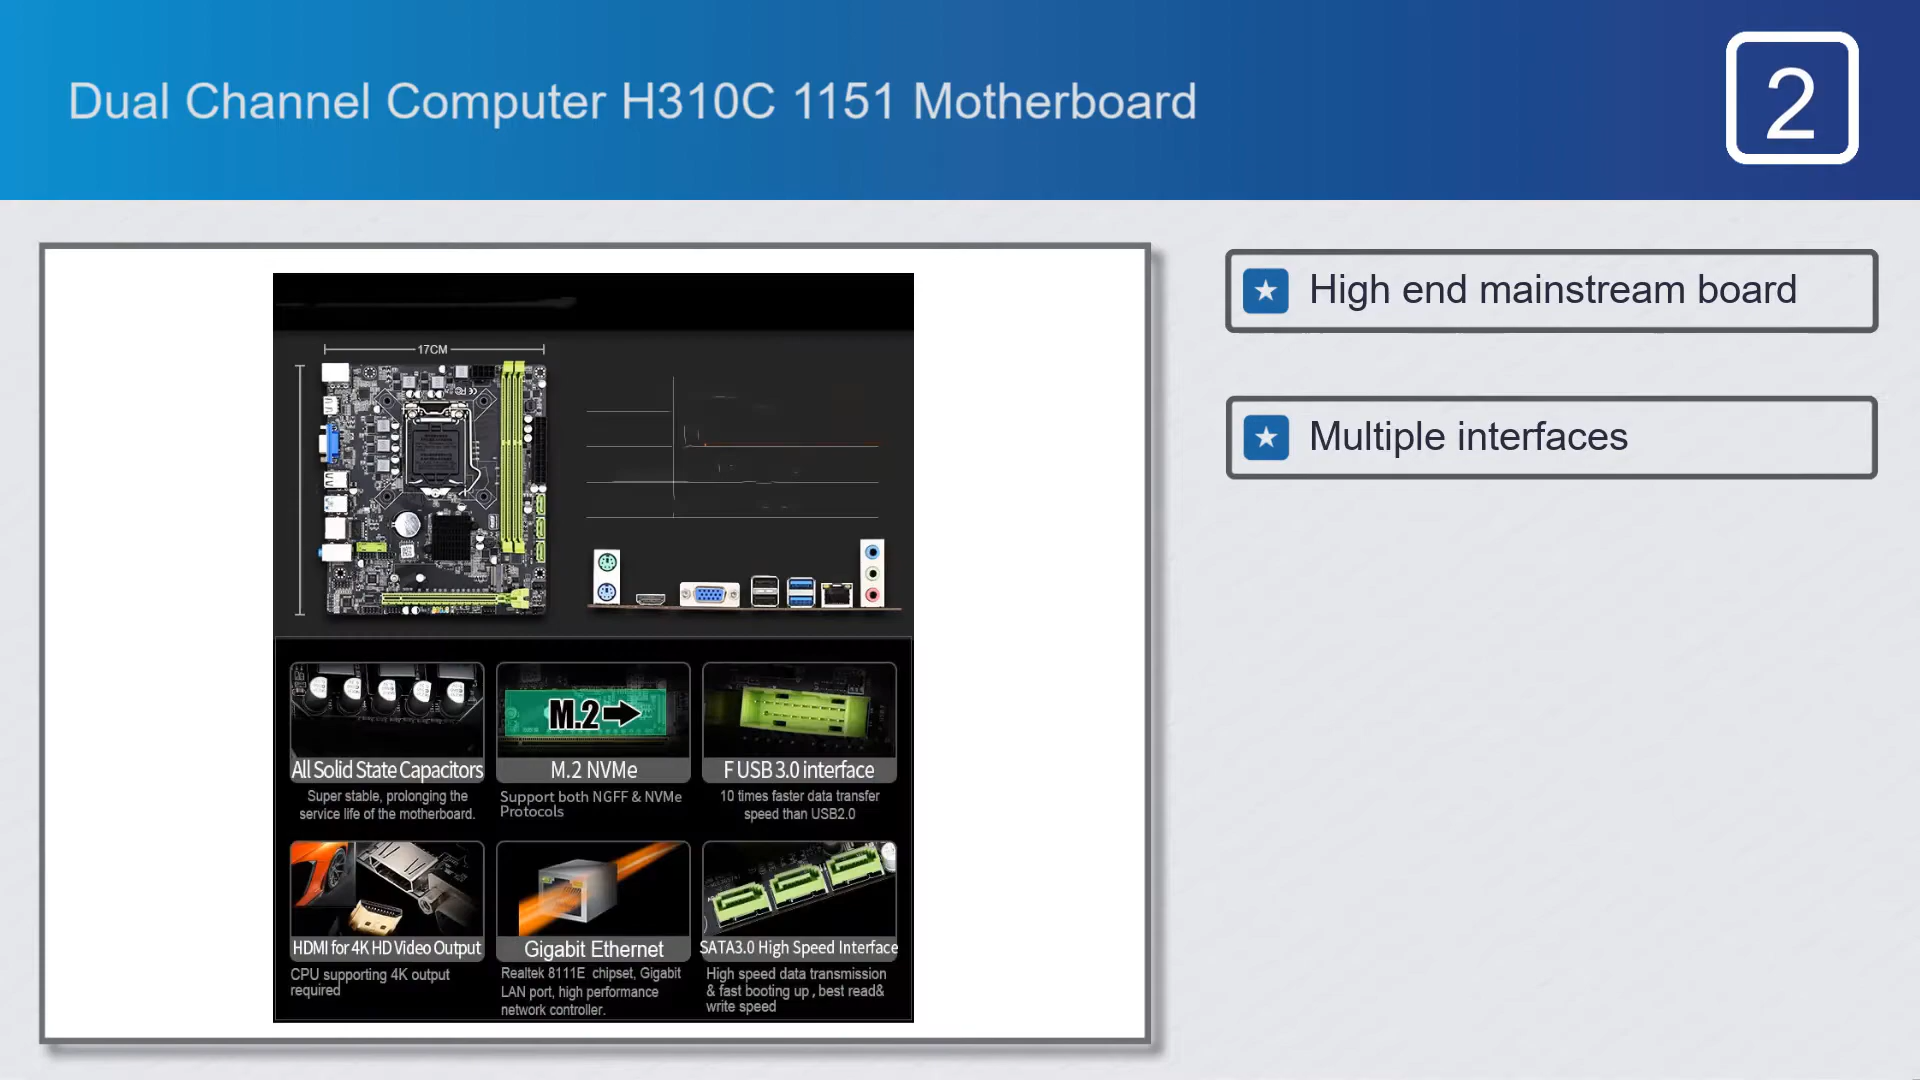 Dual Channel Computer H310C 1151 Motherboard
2
High end mainstream board
Multiple interfaces
17CM
M.2
All Solid State Capacitors
Super stable, prolonging the
service life of the motherboard.
M.2 NVMe
Support both NGFF & NVMe
Protocols
F USB 3.0 interface
10 times faster data transfer
speed than USB2.0
HDMI for 4K HD Video Output
CPU supporting 4K output
required
Gigabit Ethernet
Realtek 8111E chipset, Gigabit
LAN port, high performance
network controller.
SATA3.0 High Speed Interface
High speed data transmission
& fast booting up , best read&
write speed